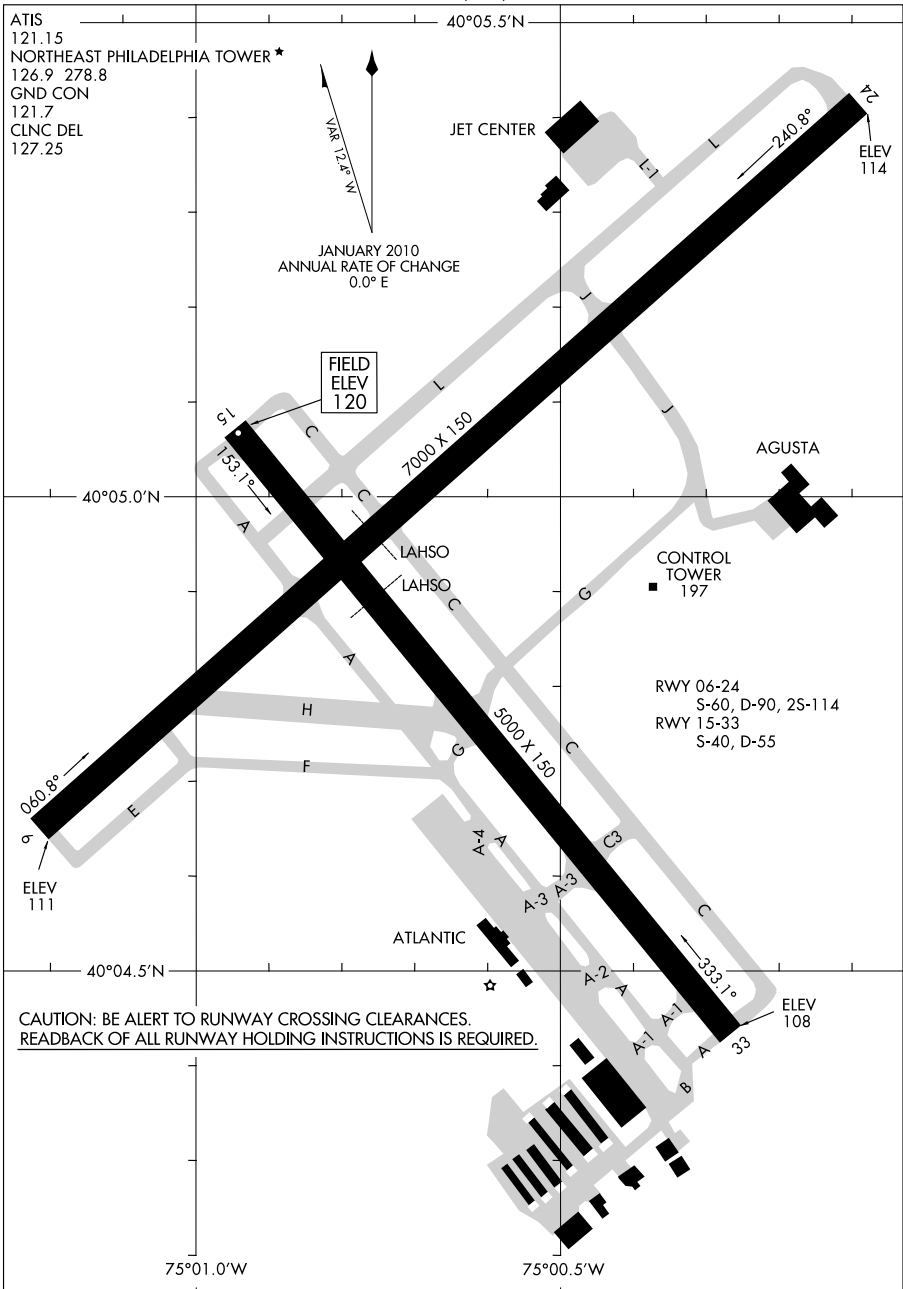 ATIS
121.15
NORTHEAST PHILADELPHIA TOWER
126.9 278.8
GND CON
121.7
CLNC DEL
127.25
40°05.5'N
VAR 12.4° W
JANUARY 2010
ANNUAL RATE OF CHANGE
0.0° E
JET CENTER
L-1
L
240.8°
24
ELEV
114
J
J
L
FIELD
ELEV
120
15
153.1°
C
C
7000 X 150
AGUSTA
40°05.0'N
A
LAHSO
LAHSO
C
G
CONTROL
TOWER
197
A
H
G
5000 X 150
C
RWY 06-24
S-60, D-90, 2S-114
RWY 15-33
S-40, D-55
060.8°
6
E
F
ELEV
111
A-4
A
C3
A-3
A-3
C
ATLANTIC
40°04.5'N
A-2
A
333.1°
A-1
A-1
A
B
33
ELEV
108
CAUTION: BE ALERT TO RUNWAY CROSSING CLEARANCES.
READBACK OF ALL RUNWAY HOLDING INSTRUCTIONS IS REQUIRED.
75°01.0'W
75°00.5'W